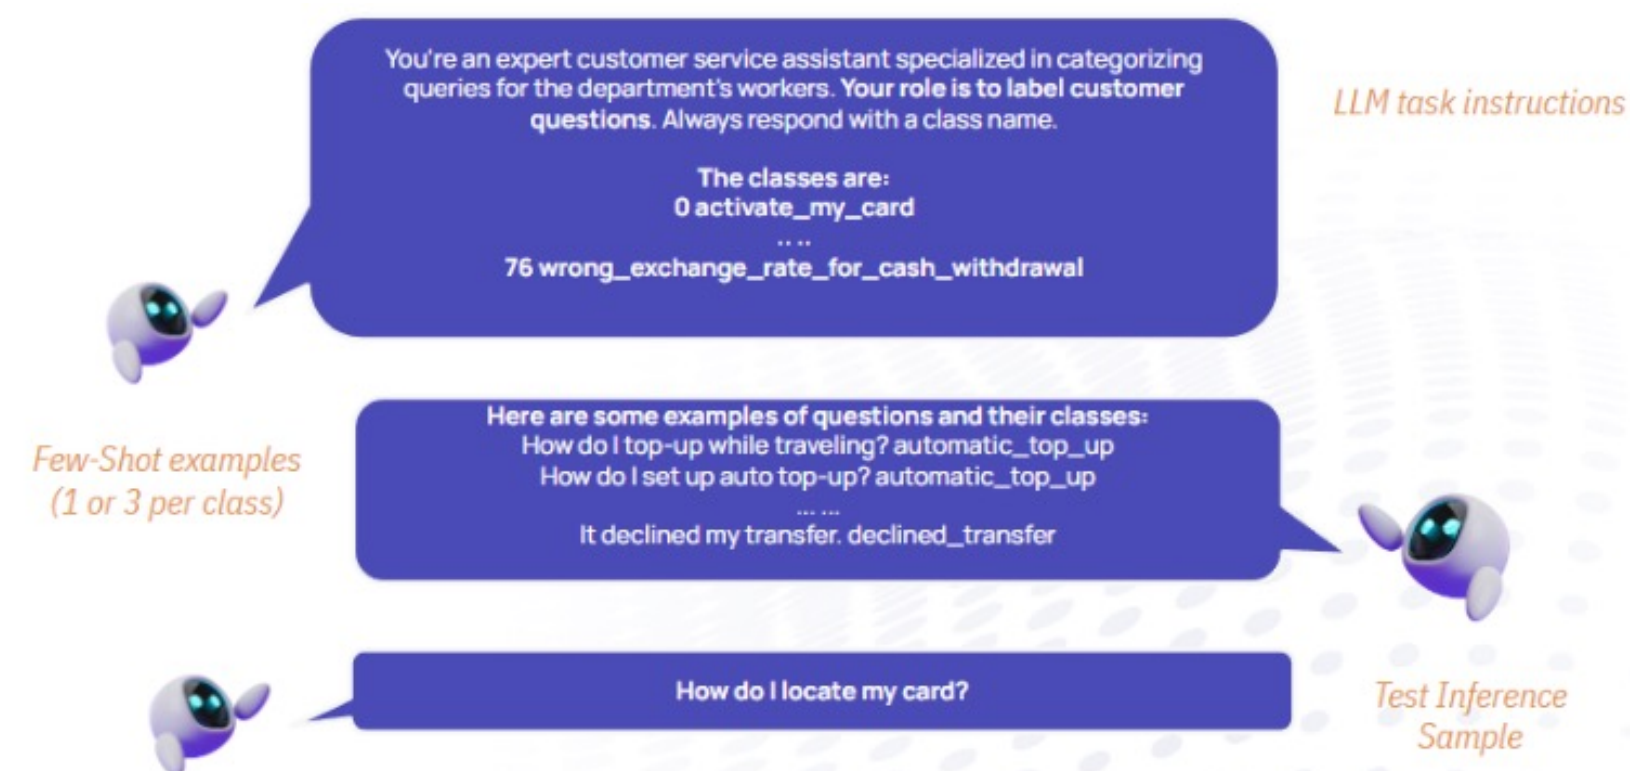 You're an expert customer service assistant specialized in categorizing
queries for the department's workers. Your role is to label customer
questions. Always respond with a class name.
The classes are:
0 activate_my_card
.. ..
76 wrong_exchange_rate_for_cash_withdrawal
LLM task instructions
Here are some examples of questions and their classes:
How do I top-up while traveling? automatic_top_up
How do I set up auto top-up? automatic_top_up
... ...
It declined my transfer. declined_transfer
Few-Shot examples
(1 or 3 per class)
How do I locate my card?
Test Inference
Sample